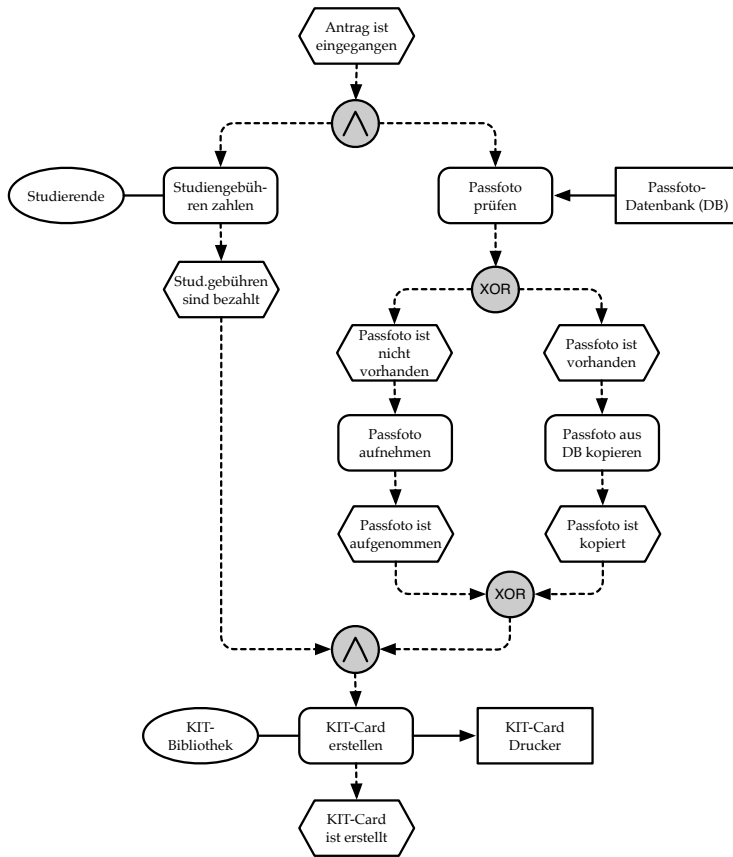 Antrag ist
eingegangen
Studierende
Studiengebüh-
ren zahlen
Passfoto
prüfen
Passfoto-
Datenbank (DB)
Stud.gebühren
sind bezahlt
XOR
Passfoto ist
nicht
vorhanden
Passfoto ist
vorhanden
Passfoto
aufnehmen
Passfoto aus
DB kopieren
Passfoto ist
aufgenommen
Passfoto ist
kopiert
XOR
KIT-
Bibliothek
KIT-Card
erstellen
KIT-Card
Drucker
KIT-Card
ist erstellt